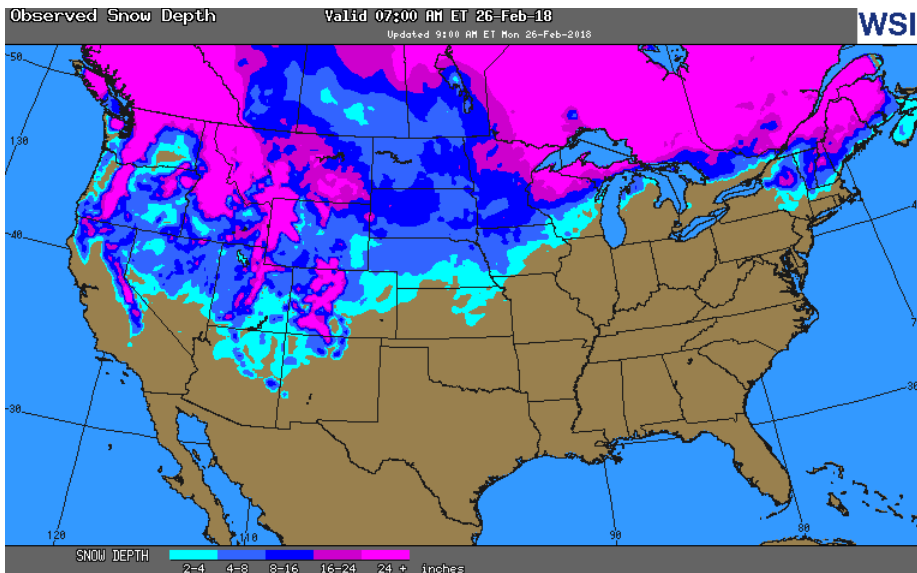 Observed Snow Depth
Valid 07:00 AM ET 26-Feb-18
WSI
Updated 9:00 AM ET Mon 26-Feb-2018
50
130
40
30
30
120
110
90
80
SNOW DEPTH
2-4 4-8 8-16 16-24 24 + inches